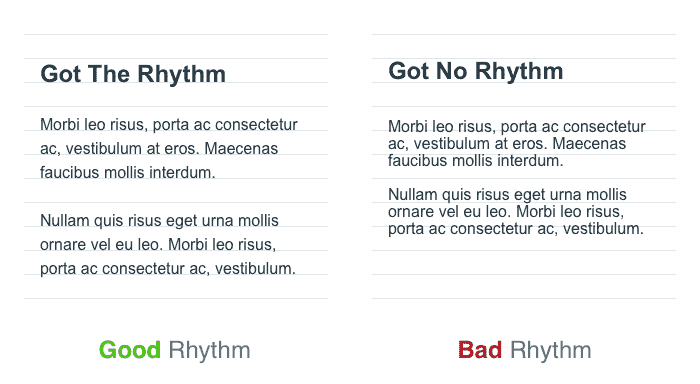 Got The Rhythm
Morbi leo risus, porta ac consectetur
ac, vestibulum at eros. Maecenas
faucibus mollis interdum.
Nullam quis risus eget urna mollis
ornare vel eu leo. Morbi leo risus,
porta ac consectetur ac, vestibulum.
Good Rhythm
Got No Rhythm
Morbi leo risus, porta ac consectetur
ac, vestibulum at eros. Maecenas
faucibus mollis interdum.
Nullam quis risus eget urna mollis
ornare vel eu leo. Morbi leo risus,
porta ac consectetur ac, vestibulum.
Bad Rhythm